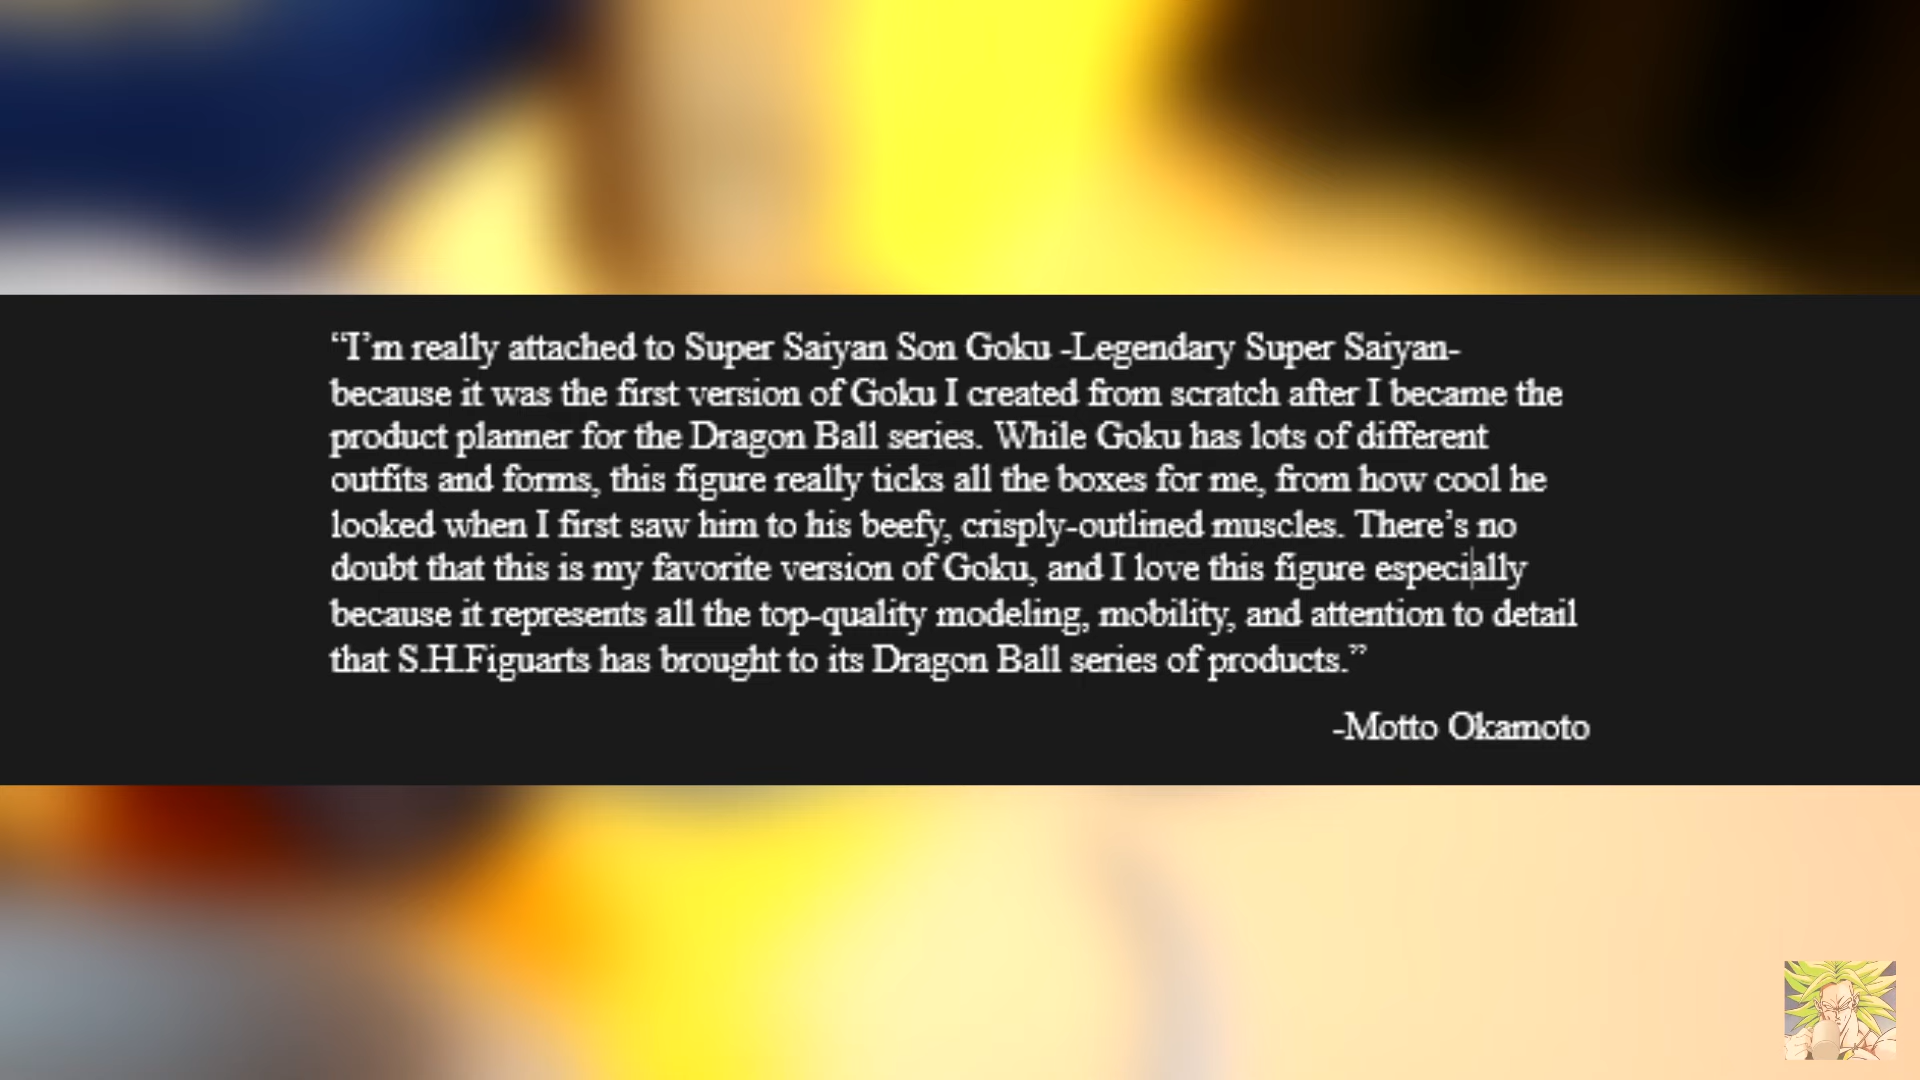 “I’m really attached to Super Saiyan Son Goku -Legendary Super Saiyan-
because it was the first version of Goku I created from scratch after I became the
product planner for the Dragon Ball series. While Goku has lots of different
outfits and forms, this figure really ticks all the boxes for me, from how cool he
looked when I first saw him to his beefy, crisply-outlined muscles. There’s no
doubt that this is my favorite version of Goku, and I love this figure especially
because it represents all the top-quality modeling, mobility, and attention to detail
that S.H.Figuarts has brought to its Dragon Ball series of products.”
-Motto Okamoto